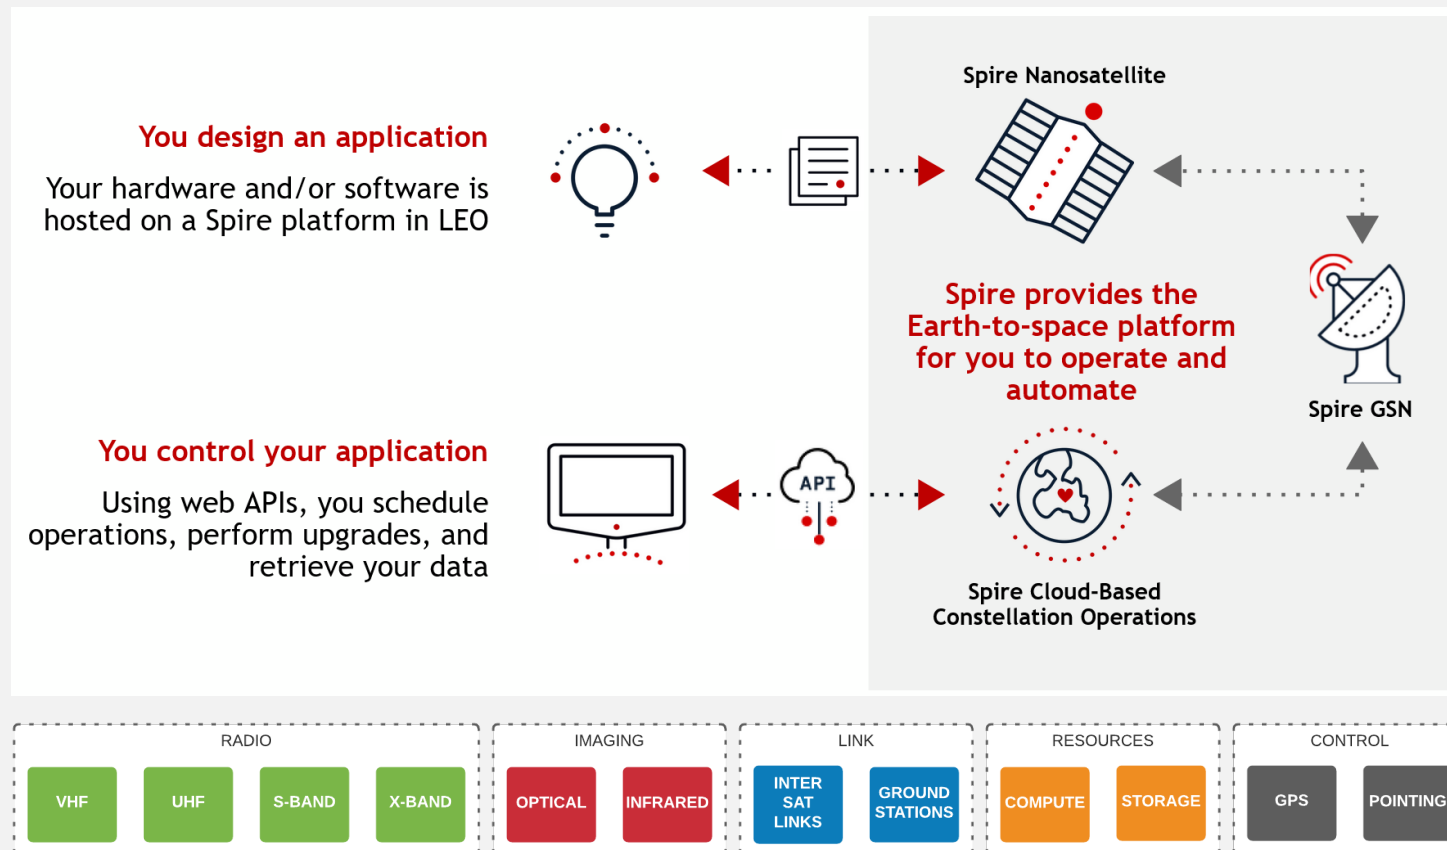 Spire Nanosatellite
You design an application
Your hardware and/or software is
hosted on a Spire platform in LEO
Spire provides the
Earth-to-space platform
for you to operate and
automate
Spire GSN
You control your application
Using web APIs, you schedule
operations, perform upgrades, and
retrieve your data
API
Spire Cloud-Based
Constellation Operations
RADIO
VHF
UHF
S-BAND
X-BAND
IMAGING
OPTICAL
INFRARED
LINK
INTER
SAT
LINKS
GROUND
STATIONS
RESOURCES
COMPUTE
STORAGE
CONTROL
GPS
POINTING